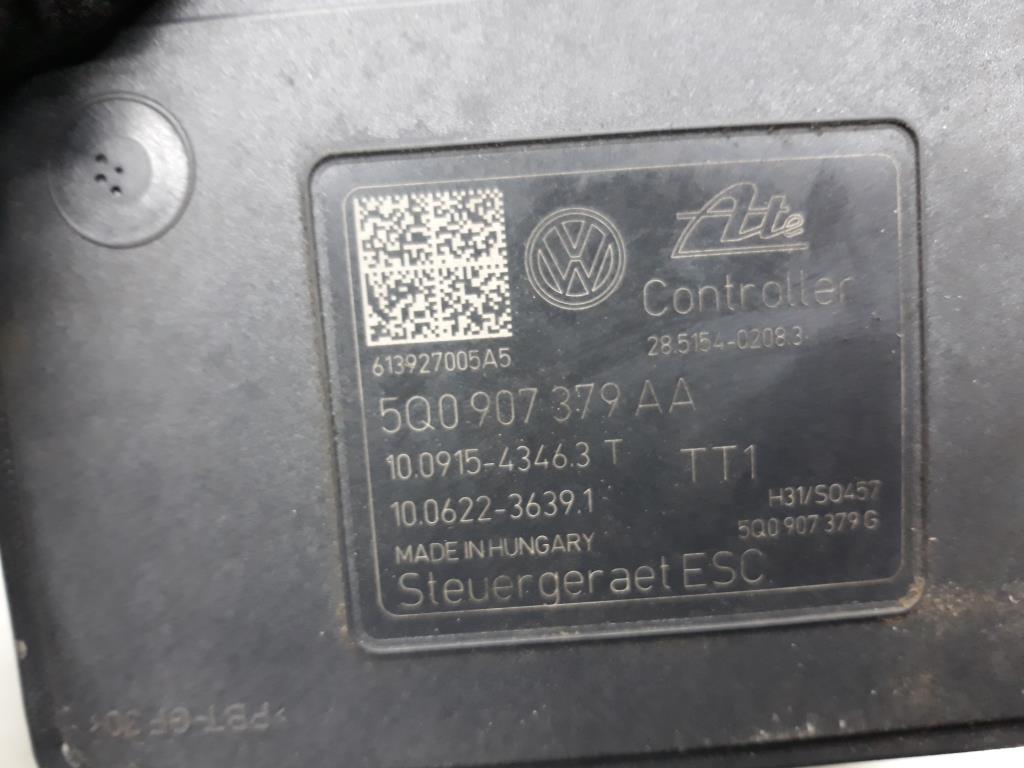 Ate
Controller
28.5154-0208.3
613927005A5
5Q0 907 379 AA
10.0915-4346.3 T
TT1
10.0622-3639.1
H31/S0457
5Q0 907 379 G
MADE IN HUNGARY
Steuergeraet ESC
>PBT-GF30<